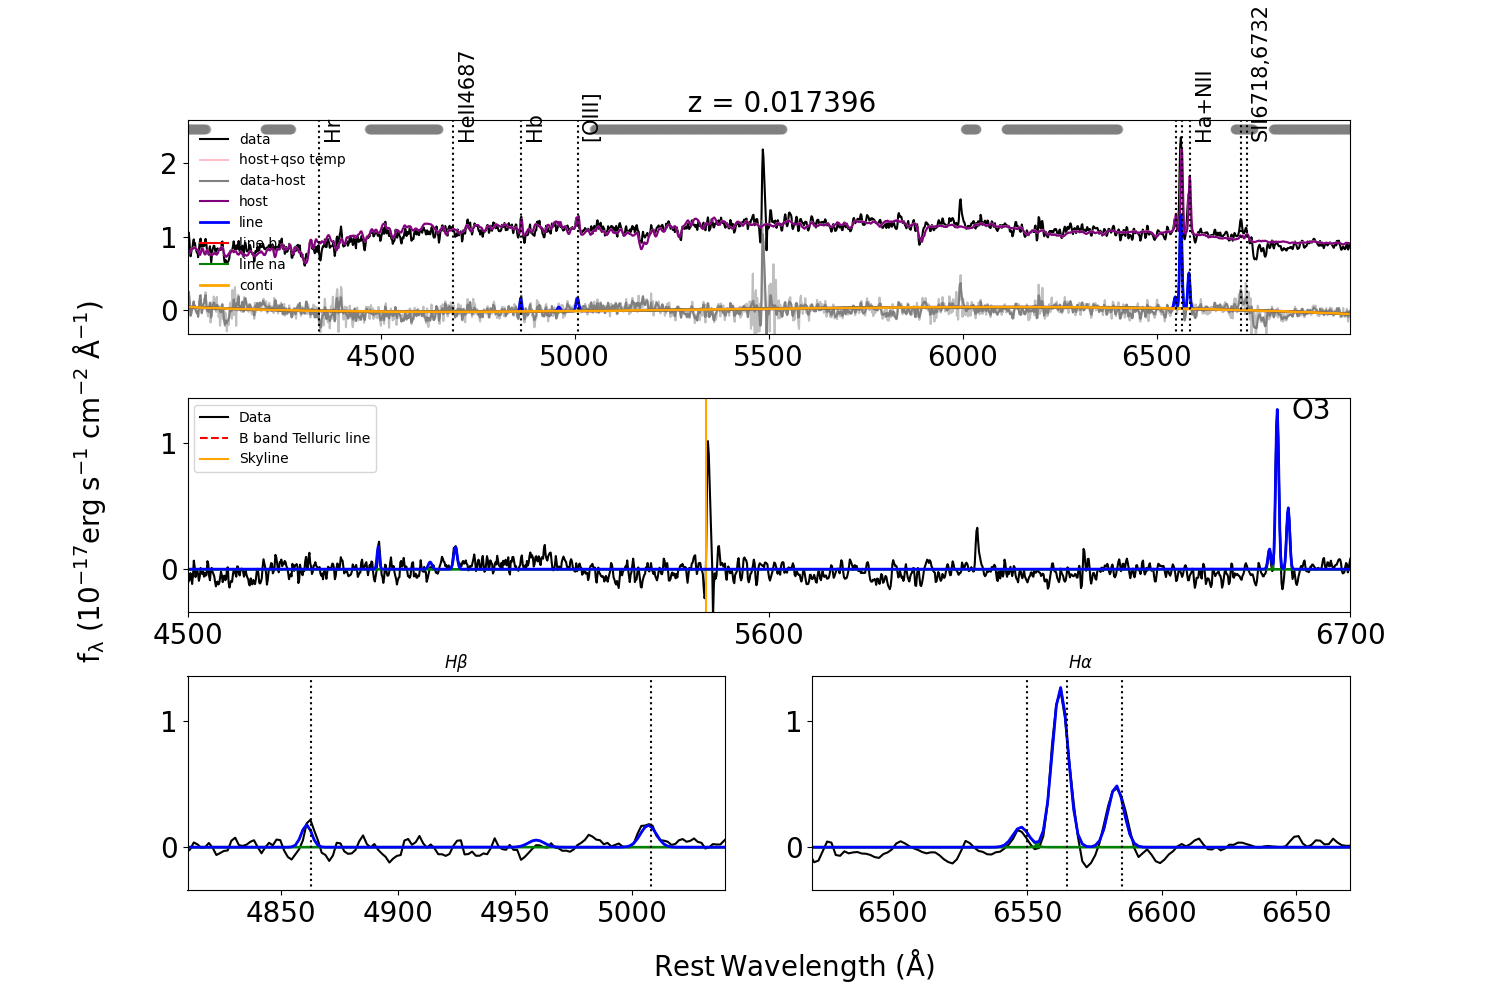 z = 0.017396
Hr
HeII4687
Hb
[OIII]
Ha+NII
SII6718,6732
data
host+qso temp
data-host
host
line
line br
line na
conti
2
1
0
4500
5000
5500
6000
6500
fλ (10−17erg s−1 cm−2 Å−1)
Data
B band Telluric line
Skyline
O3
1
0
4500
5600
6700
Hβ
1
0
4850
4900
4950
5000
Hα
1
0
6500
6550
6600
6650
Rest Wavelength (Å)